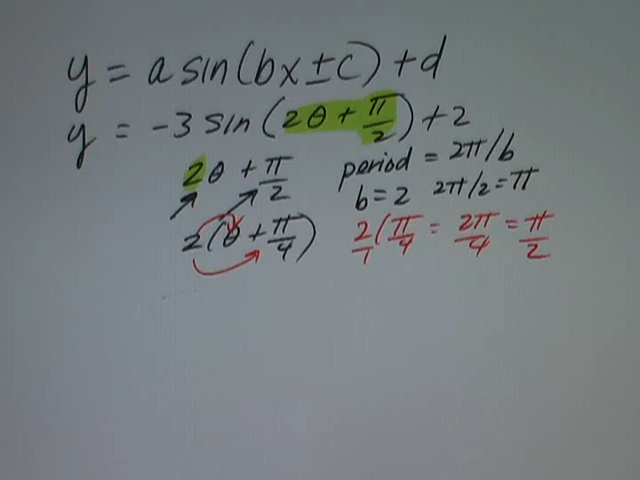 y = a sin(bx ± c) + d
y = -3 sin(2θ + π/2) + 2
2θ + π/2
period = 2π/b
b = 2 2π/2 = π
2(θ + π/4)
2/1(π/4 = 2π/4 = π/2